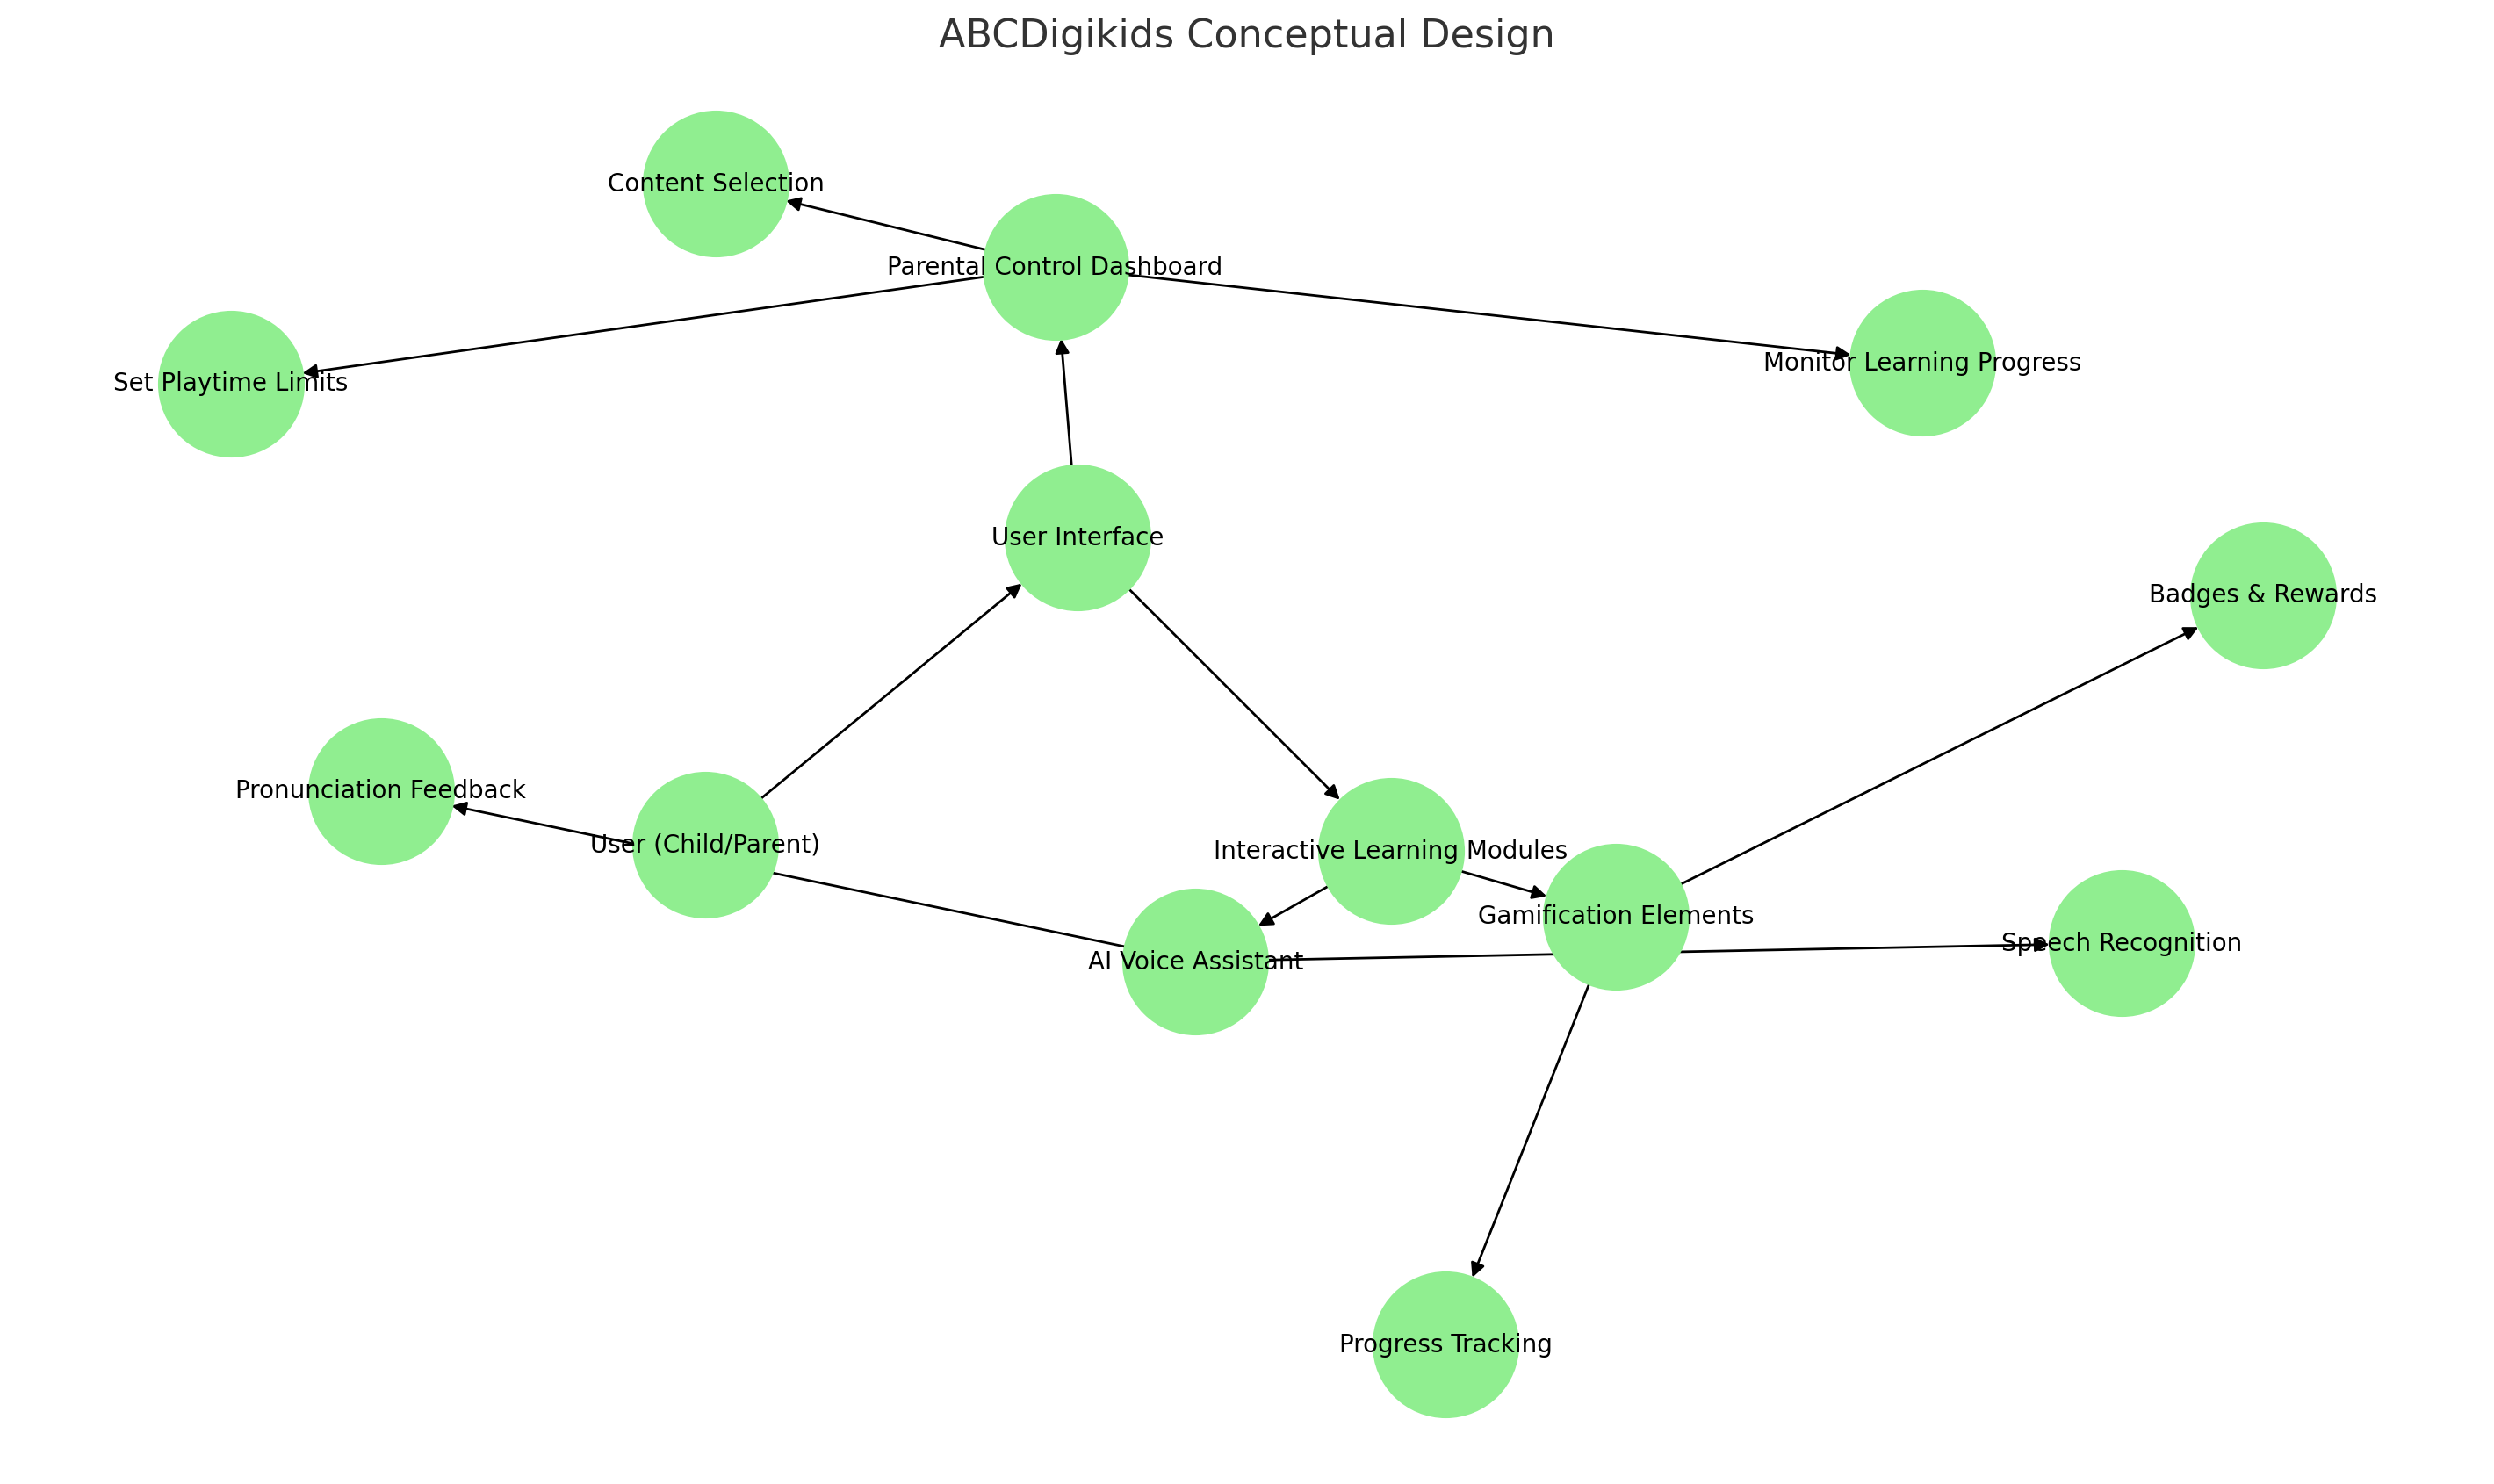 ABCDigikids Conceptual Design
Content Selection
Parental Control Dashboard
Monitor Learning Progress
Set Playtime Limits
User Interface
Badges & Rewards
Pronunciation Feedback
User (Child/Parent)
Interactive Learning Modules
Gamification Elements
Speech Recognition
AI Voice Assistant
Progress Tracking